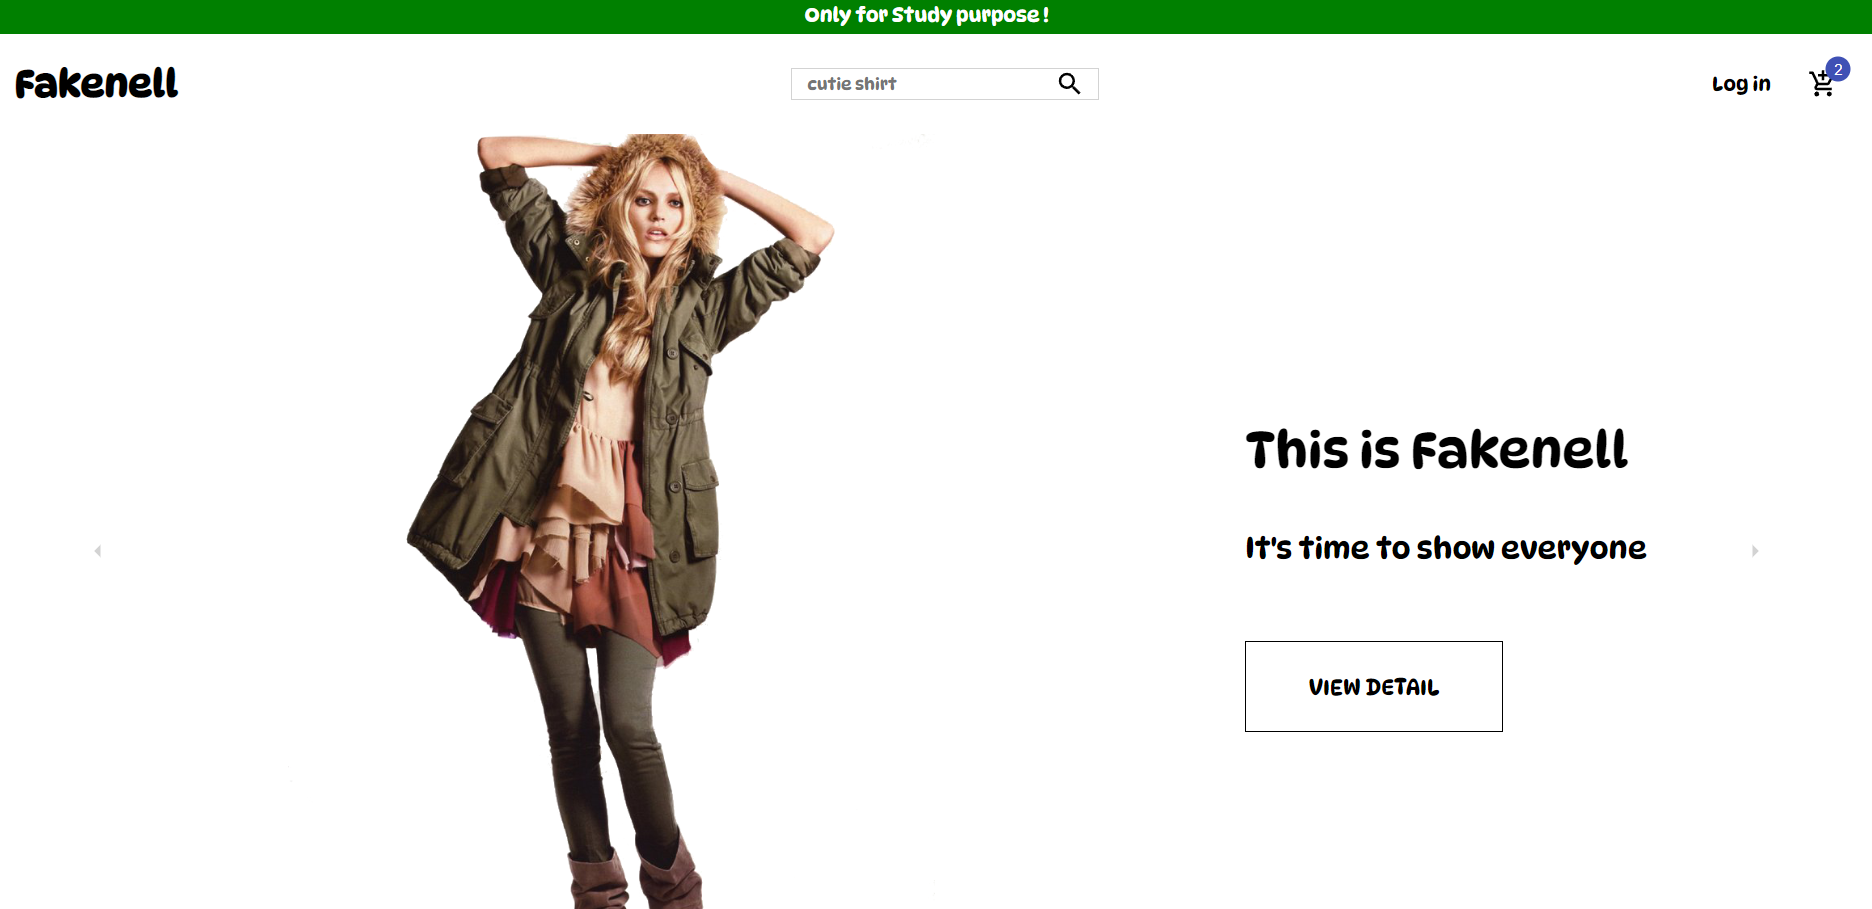 Only for Study purpose !
Fakenell
cutie shirt
Log in
2
This is Fakenell
It's time to show everyone
VIEW DETAIL